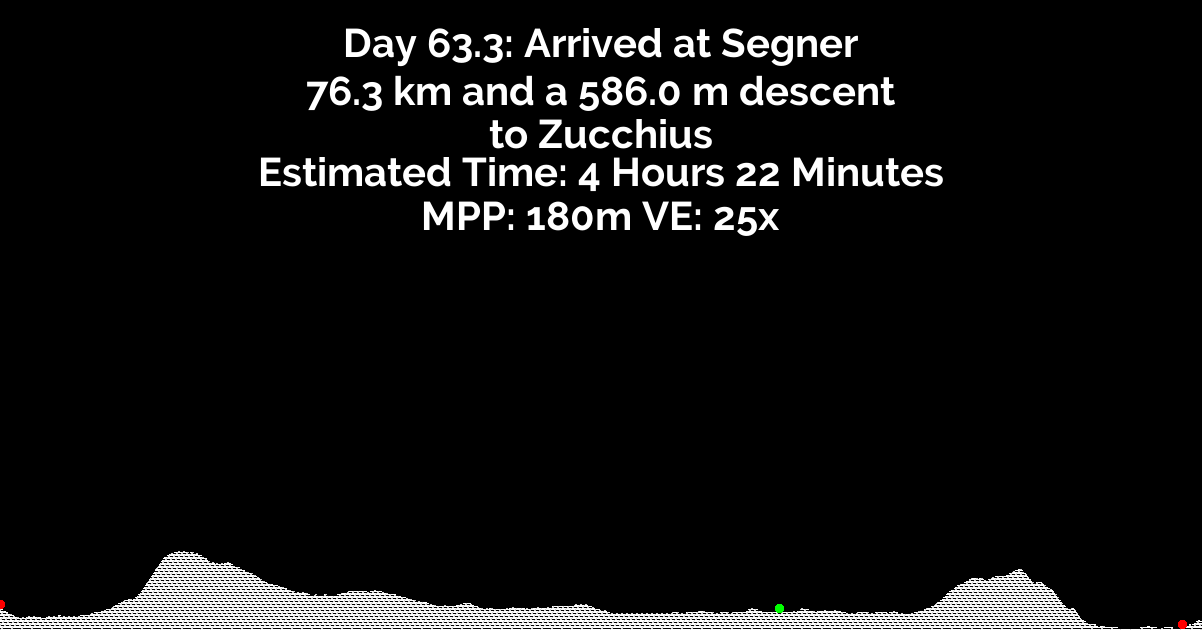 Day 63.3: Arrived at Segner
76.3 km and a 586.0 m descent
to Zucchius
Estimated Time: 4 Hours 22 Minutes
MPP: 180m VE: 25x